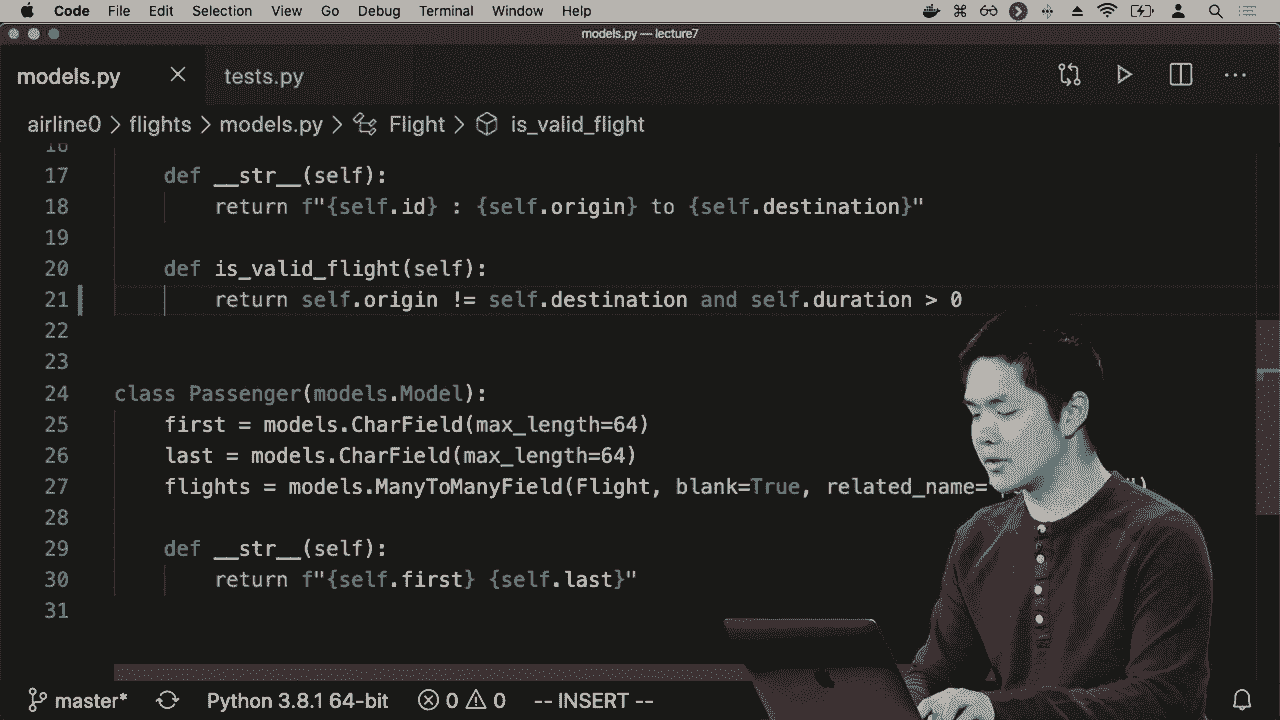 Code File Edit Selection View Go Debug Terminal Window Help
models.py — lecture7
models.py tests.py
airline0 > flights > models.py > Flight > is_valid_flight
16
17 def __str__(self):
18 return f"{self.id} : {self.origin} to {self.destination}"
19
20 def is_valid_flight(self):
21 return self.origin != self.destination and self.duration > 0
22
23
24 class Passenger(models.Model):
25 first = models.CharField(max_length=64)
26 last = models.CharField(max_length=64)
27 flights = models.ManyToManyField(Flight, blank=True, related_name=
28
29 def __str__(self):
30 return f"{self.first} {self.last}"
31
master* Python 3.8.1 64-bit 0 0 -- INSERT --